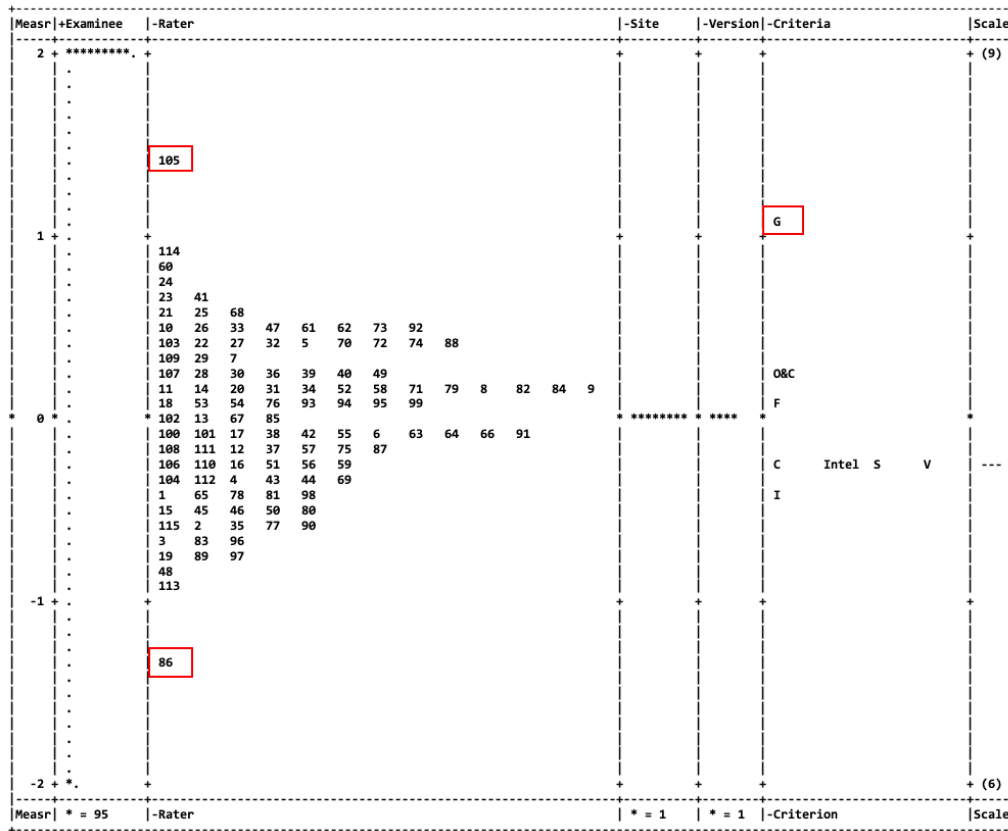 Measr|+Examinee |-Rater |-Site |-Version|-Criteria |Scale
2 + *********. + + + + + (9)
.
.
.
.
.
.
. 105
.
.
.
. G
1 + . + + + + +
. 114
. 60
. 24
. 23 41
. 21 25 68
. 10 26 33 47 61 62 73 92
. 103 22 27 32 5 70 72 74 88
. 109 29 7
. 107 28 30 36 39 40 49 O&C
. 11 14 20 31 34 52 58 71 79 8 82 84 9
. 18 53 54 76 93 94 95 99 F
* 0 * . * 102 13 67 85 * ******** * **** * *
. 100 101 17 38 42 55 6 63 64 66 91
. 108 111 12 37 57 75 87
. 106 110 16 51 56 59 C Intel S V ---
. 104 112 4 43 44 69
. 1 65 78 81 98 I
. 15 45 46 50 80
. 115 2 35 77 90
. 3 83 96
. 19 89 97
. 48
. 113
-1 + . + + + + +
.
.
.
. 86
.
.
.
.
.
.
.
-2 + *. + + + + + (6)
Measr| * = 95 |-Rater | * = 1 | * = 1 |-Criterion |Scale